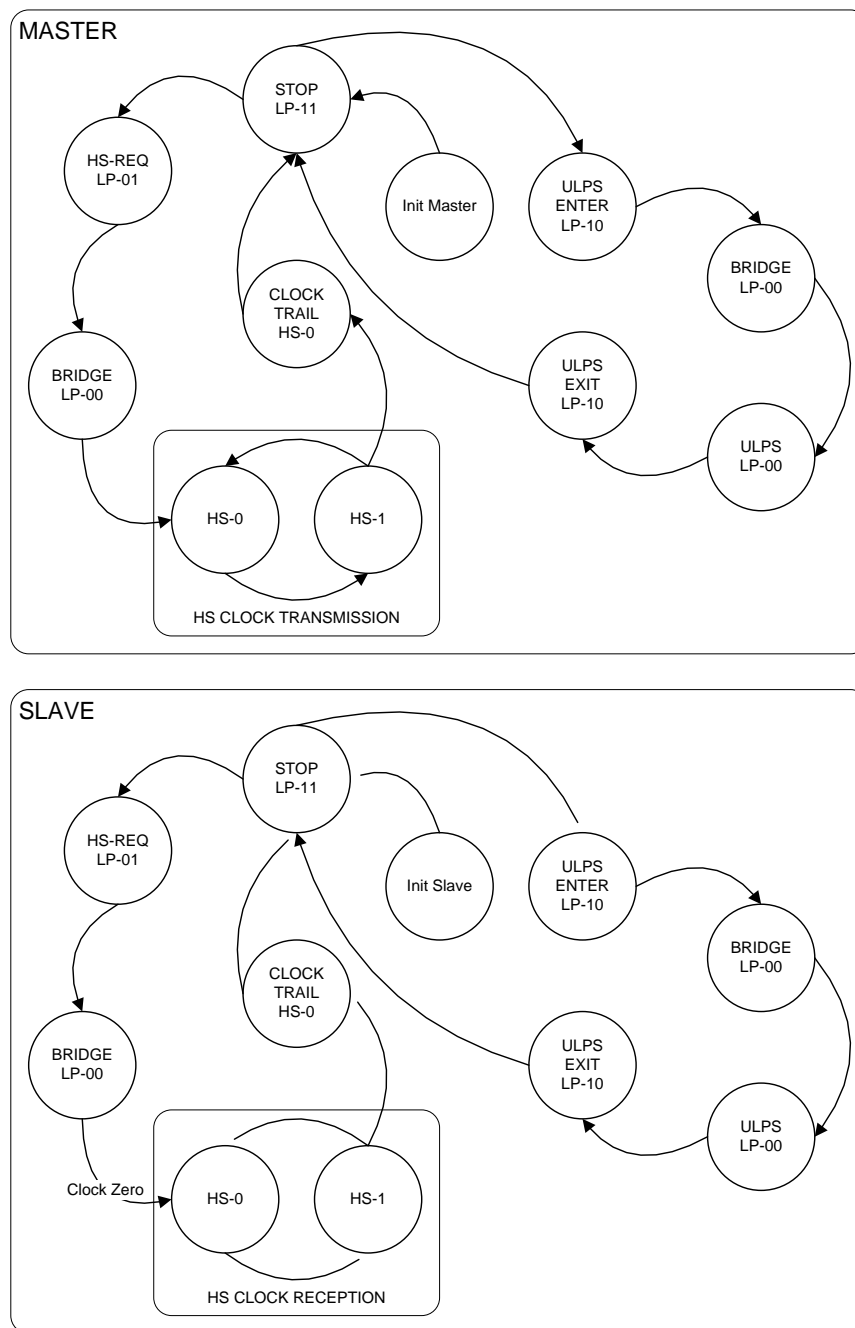 MASTER
STOP
LP-11
HS-REQ
LP-01
Init Master
ULPS
ENTER
LP-10
BRIDGE
LP-00
CLOCK
TRAIL
HS-0
BRIDGE
LP-00
ULPS
EXIT
LP-10
ULPS
LP-00
HS-0
HS-1
HS CLOCK TRANSMISSION
SLAVE
STOP
LP-11
HS-REQ
LP-01
Init Slave
ULPS
ENTER
LP-10
BRIDGE
LP-00
CLOCK
TRAIL
HS-0
BRIDGE
LP-00
ULPS
EXIT
LP-10
ULPS
LP-00
Clock Zero
HS-0
HS-1
HS CLOCK RECEPTION